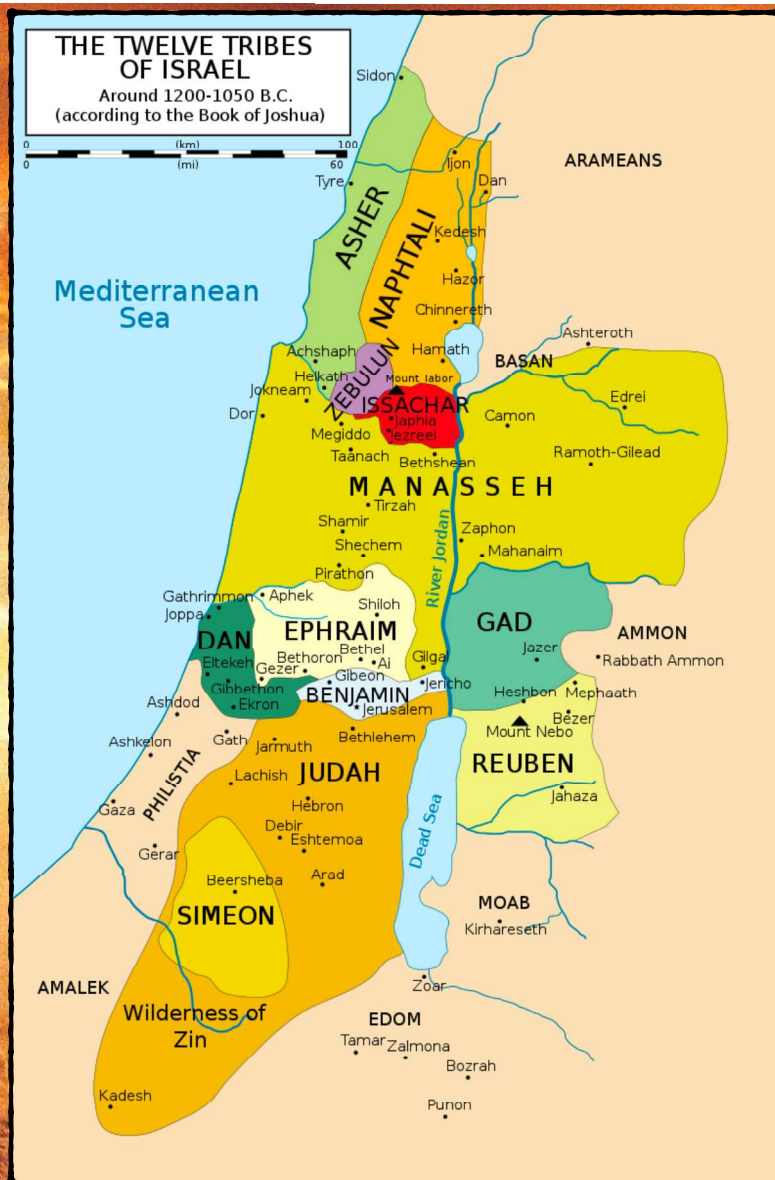 THE TWELVE TRIBES
OF ISRAEL
Around 1200-1050 B.C.
(according to the Book of Joshua)
0 (km) 100
0 (mi) 60
Sidon
Ijon
ARAMEANS
Tyre
Dan
ASHER
NAPHTALI
Kedesh
Hazor
Mediterranean
Sea
Chinnereth
Ashteroth
Achshaph
Hamath
BASAN
Helkath
ZEBULUN
Mount Tabor
Jokneam
ISSACHAR
Edrei
Dor
Japhia
Camon
Megiddo
Jezreel
Taanach
Bethshean
Ramoth-Gilead
MANASSEH
Tirzah
Shamir
River Jordan
Zaphon
Shechem
Mahanaim
Pirathon
Gathrimmon
Aphek
Joppa
Shiloh
DAN
EPHRAIM
GAD
AMMON
Eltekeh
Bethoron
Bethel
Jazer
Gezer
Ai
Gilgal
Rabbath Ammon
Gibbethon
Gibeon
Jericho
Heshbon
Mephaath
BENJAMIN
Ashdod
Ekron
Jerusalem
Bezer
Gath
Bethlehem
Mount Nebo
Ashkelon
Jarmuth
PHILISTIA
JUDAH
REUBEN
Lachish
Gaza
Hebron
Jahaza
Dead Sea
Debir
Eshtemoa
Gerar
Beersheba
Arad
SIMEON
MOAB
Kirhareseth
AMALEK
Zoar
Wilderness of
Zin
EDOM
Tamar
Zalmona
Bozrah
Kadesh
Punon